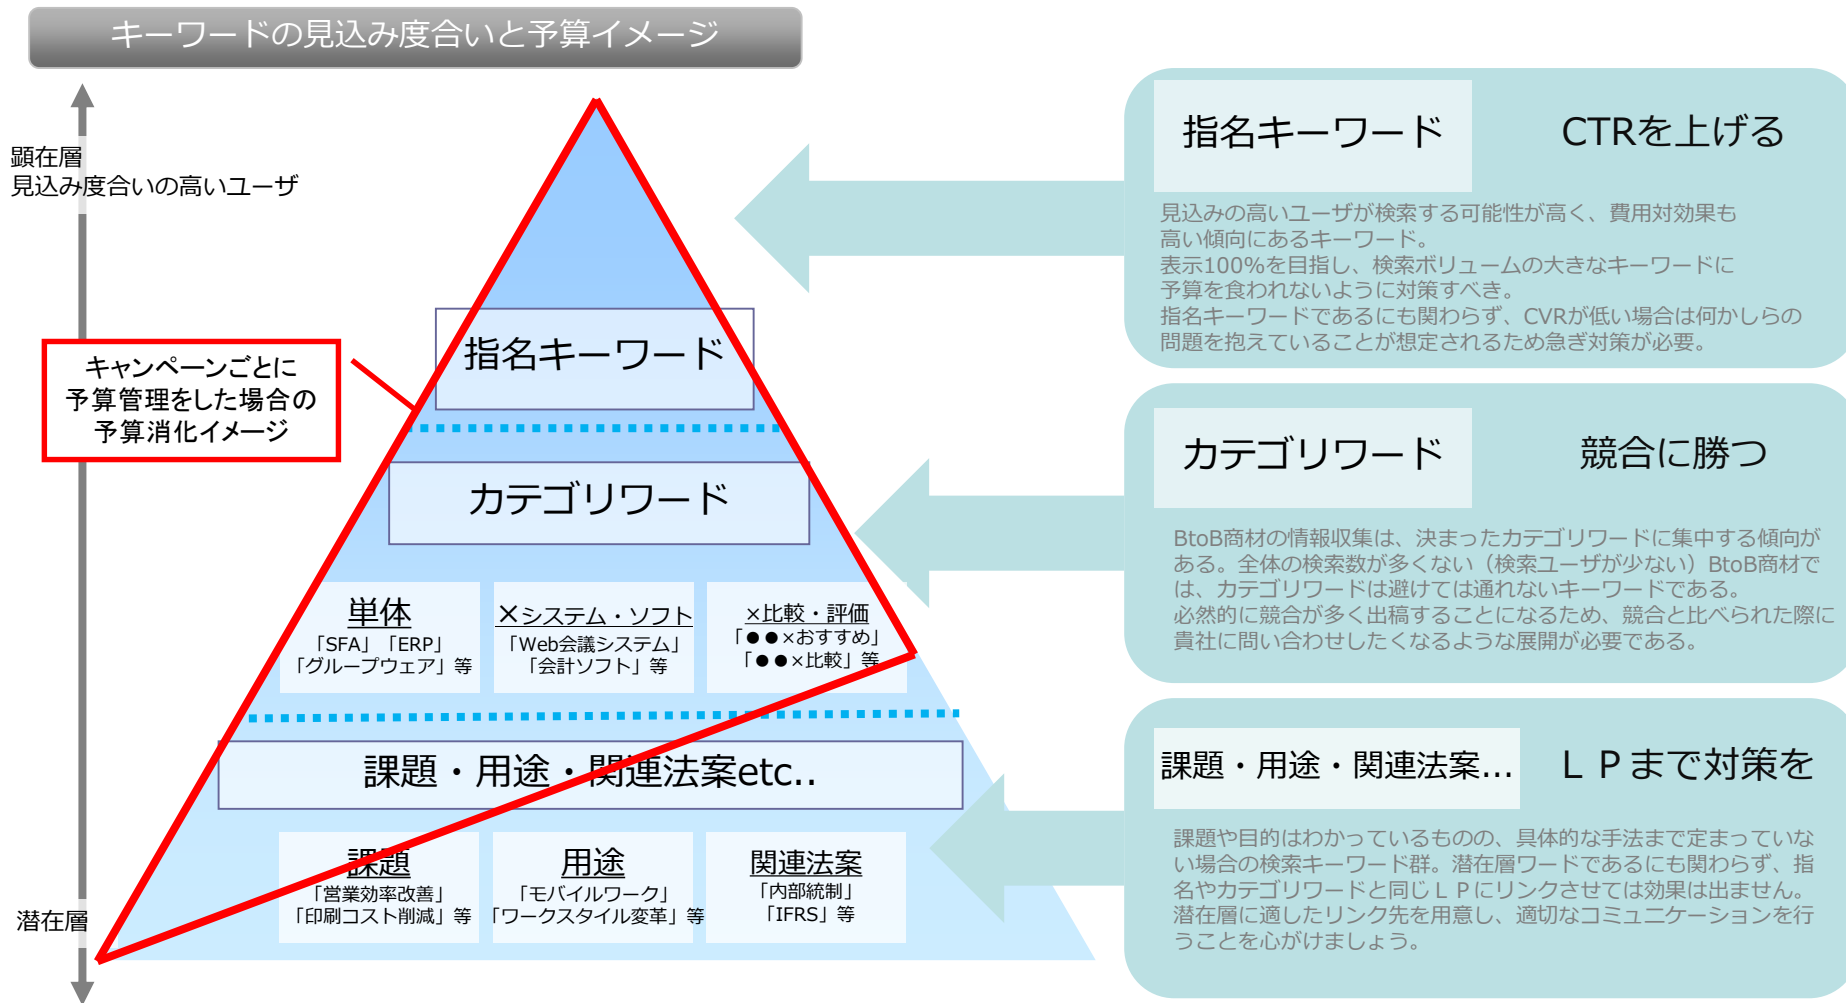 キーワードの見込み度合いと予算イメージ
顕在層
見込み度合いの高いユーザ
キャンペーンごとに
予算管理をした場合の
予算消化イメージ
潜在層
指名キーワード
カテゴリワード
単体
「SFA」「ERP」
「グループウェア」等
×システム・ソフト
「Web会議システム」
「会計ソフト」等
×比較・評価
「●●×おすすめ」
「●●×比較」等
課題・用途・関連法案etc..
課題
「営業効率改善」
「印刷コスト削減」等
用途
「モバイルワーク」
「ワークスタイル変革」等
関連法案
「内部統制」
「IFRS」等
指名キーワード
CTRを上げる
見込みの高いユーザが検索する可能性が高く、費用対効果も
高い傾向にあるキーワード。
表示100%を目指し、検索ボリュームの大きなキーワードに
予算を食われないように対策すべき。
指名キーワードであるにも関わらず、CVRが低い場合は何かしらの
問題を抱えていることが想定されるため急ぎ対策が必要。
カテゴリワード
競合に勝つ
BtoB商材の情報収集は、決まったカテゴリワードに集中する傾向が
ある。全体の検索数が多くない（検索ユーザが少ない）BtoB商材で
は、カテゴリワードは避けては通れないキーワードである。
必然的に競合が多く出稿することになるため、競合と比べられた際に
貴社に問い合わせしたくなるような展開が必要である。
課題・用途・関連法案...
ＬＰまで対策を
課題や目的はわかっているものの、具体的な手法まで定まっていな
い場合の検索キーワード群。潜在層ワードであるにも関わらず、指
名やカテゴリワードと同じＬＰにリンクさせては効果は出ません。
潜在層に適したリンク先を用意し、適切なコミュニケーションを行
うことを心がけましょう。